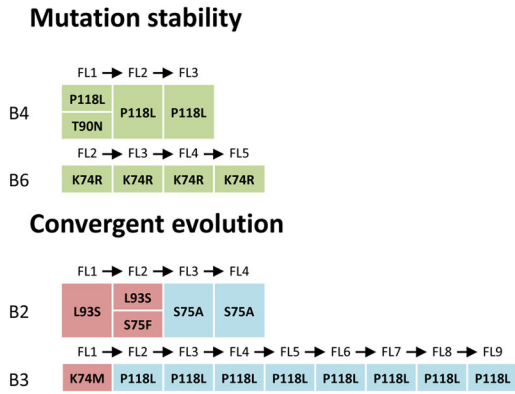 Mutation stability
FL1 → FL2 → FL3
B4
P118L
T90N
P118L P118L
FL2 → FL3 → FL4 → FL5
B6 K74R K74R K74R K74R
Convergent evolution
FL1 → FL2 → FL3 → FL4
B2 L93S
L93S
S75F
S75A S75A
FL1 → FL2 → FL3 → FL4 → FL5 → FL6 → FL7 → FL8 → FL9
B3 K74M P118L P118L P118L P118L P118L P118L P118L P118L